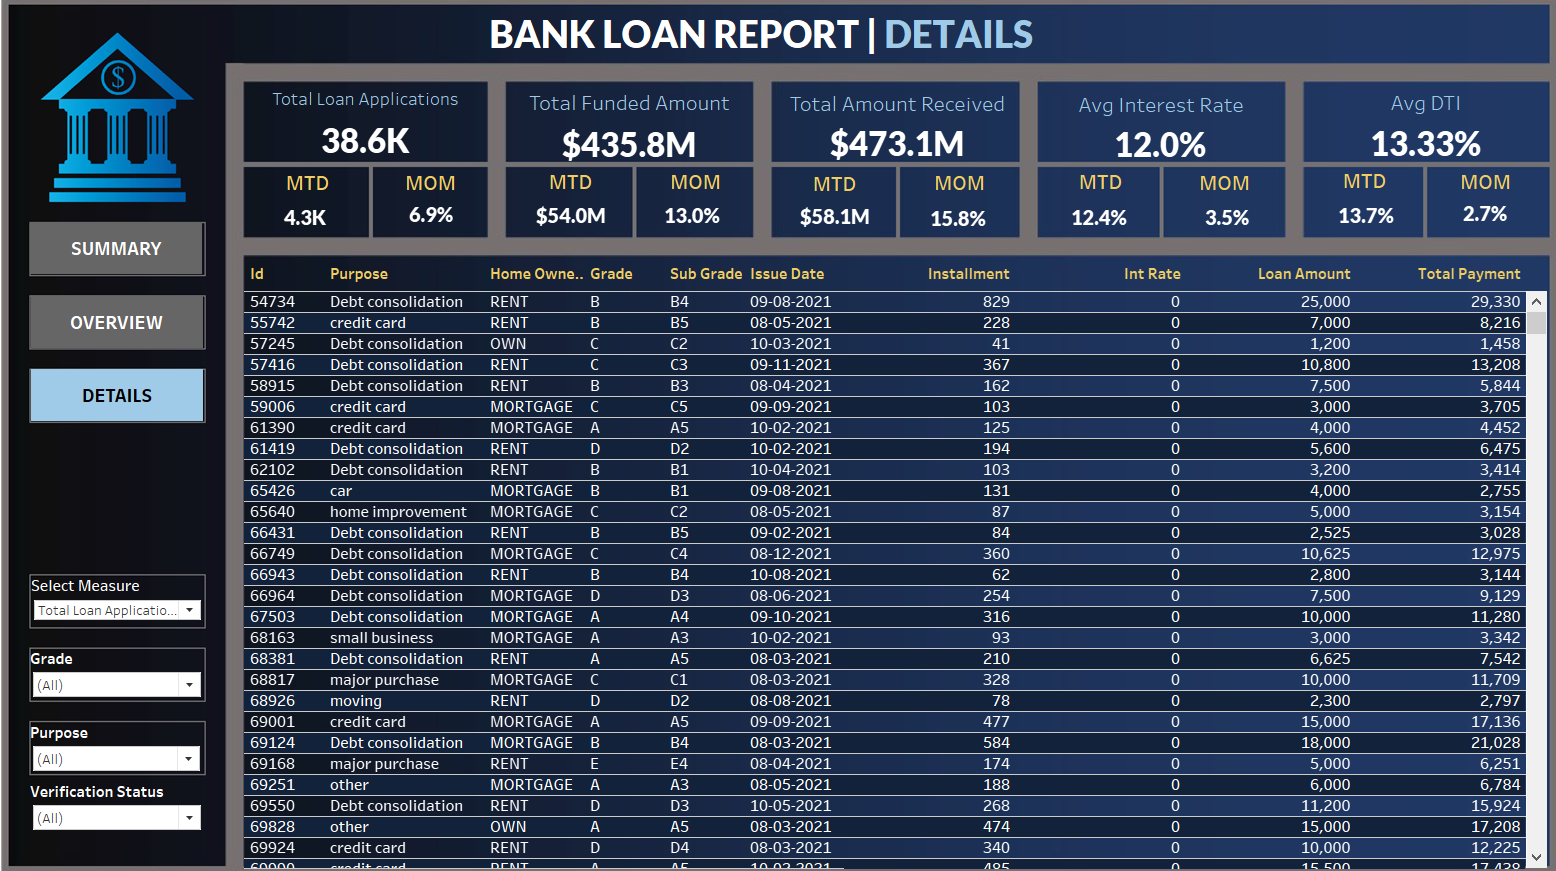 BANK LOAN REPORT | DETAILS
$
SUMMARY
OVERVIEW
DETAILS
Select Measure
Total Loan Applicatio...
Grade
(All)
Purpose
(All)
Verification Status
(All)
Total Loan Applications
38.6K
MTD MOM
4.3K 6.9%
Total Funded Amount
$435.8M
MTD MOM
$54.0M 13.0%
Total Amount Received
$473.1M
MTD MOM
$58.1M 15.8%
Avg Interest Rate
12.0%
MTD MOM
12.4% 3.5%
Avg DTI
13.33%
MTD MOM
13.7% 2.7%
Id Purpose Home Owne.. Grade Sub Grade Issue Date Installment Int Rate Loan Amount Total Payment
54734 Debt consolidation RENT B B4 09-08-2021 829 0 25,000 29,330
55742 credit card RENT B B5 08-05-2021 228 0 7,000 8,216
57245 Debt consolidation OWN C C2 10-03-2021 41 0 1,200 1,458
57416 Debt consolidation RENT C C3 09-11-2021 367 0 10,800 13,208
58915 Debt consolidation RENT B B3 08-04-2021 162 0 7,500 5,844
59006 credit card MORTGAGE C C5 09-09-2021 103 0 3,000 3,705
61390 credit card MORTGAGE A A5 10-02-2021 125 0 4,000 4,452
61419 Debt consolidation RENT D D2 10-02-2021 194 0 5,600 6,475
62102 Debt consolidation RENT B B1 10-04-2021 103 0 3,200 3,414
65426 car MORTGAGE B B1 09-08-2021 131 0 4,000 2,755
65640 home improvement MORTGAGE C C2 08-05-2021 87 0 5,000 3,154
66431 Debt consolidation RENT B B5 09-02-2021 84 0 2,525 3,028
66749 Debt consolidation MORTGAGE C C4 08-12-2021 360 0 10,625 12,975
66943 Debt consolidation RENT B B4 10-08-2021 62 0 2,800 3,144
66964 Debt consolidation MORTGAGE D D3 08-06-2021 254 0 7,500 9,129
67503 Debt consolidation MORTGAGE A A4 09-10-2021 316 0 10,000 11,280
68163 small business MORTGAGE A A3 10-02-2021 93 0 3,000 3,342
68381 Debt consolidation RENT A A5 08-03-2021 210 0 6,625 7,542
68817 major purchase MORTGAGE C C1 08-03-2021 328 0 10,000 11,709
68926 moving RENT D D2 08-08-2021 78 0 2,300 2,797
69001 credit card MORTGAGE A A5 09-09-2021 477 0 15,000 17,136
69124 Debt consolidation MORTGAGE B B4 08-03-2021 584 0 18,000 21,028
69168 major purchase RENT E E4 08-04-2021 174 0 5,000 6,251
69251 other MORTGAGE A A3 08-05-2021 188 0 6,000 6,784
69550 Debt consolidation RENT D D3 10-05-2021 268 0 11,200 15,924
69828 other OWN A A5 08-03-2021 474 0 15,000 17,208
69924 credit card RENT D D4 08-03-2021 340 0 10,000 12,225